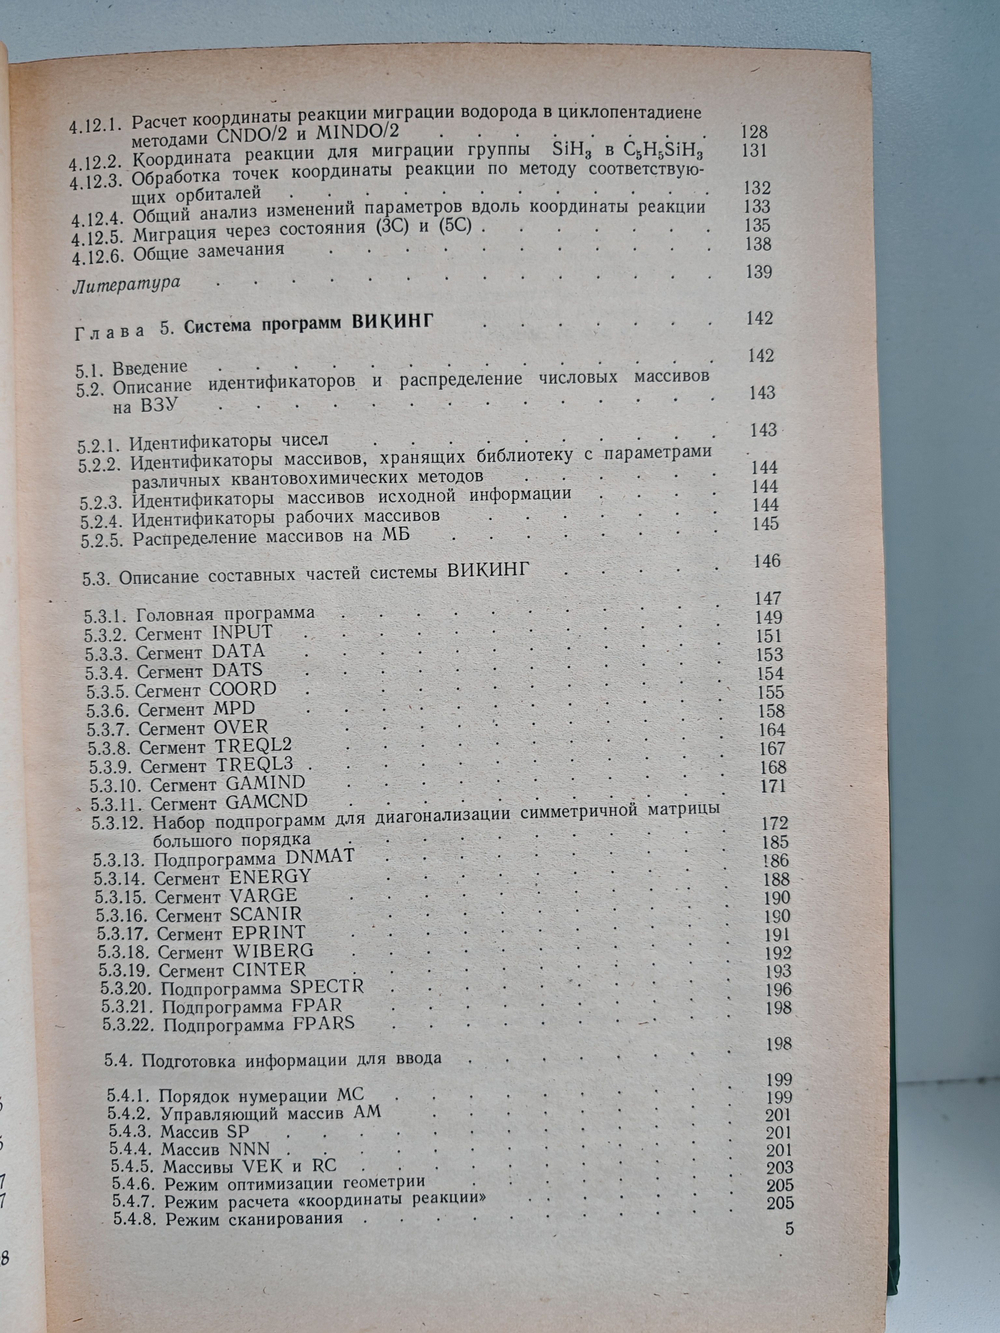 4.12.1. Расчет координаты реакции миграции водорода в циклопентадиене
методами CNDO/2 и MINDO/2 . . . . . . . . 128
4.12.2. Координата реакции для миграции группы SiH₃ в C₅H₅SiH₃ 131
4.12.3. Обработка точек координаты реакции по методу соответствую-
щих орбиталей . . . . . . . . . . . . 132
4.12.4. Общий анализ изменений параметров вдоль координаты реакции 133
4.12.5. Миграция через состояния (3С) и (5С) . . . . . . . 135
4.12.6. Общие замечания . . . . . . . . . . . 138
Литература . . . . . . . . . . . . . . 139
Глава 5. Система программ ВИКИНГ . . . . . . . 142
5.1. Введение . . . . . . . . . . . . . . 142
5.2. Описание идентификаторов и распределение числовых массивов
на ВЗУ . . . . . . . . . . . . . . 143
5.2.1. Идентификаторы чисел . . . . . . . . . . 143
5.2.2. Идентификаторы массивов, хранящих библиотеку с параметрами
различных квантовохимических методов . . . . . . 144
5.2.3. Идентификаторы массивов исходной информации . . . . 144
5.2.4. Идентификаторы рабочих массивов . . . . . . 144
5.2.5. Распределение массивов на МБ . . . . . . . 145
5.3. Описание составных частей системы ВИКИНГ . . . . . 146
5.3.1. Головная программа . . . . . . . . . . 147
5.3.2. Сегмент INPUT . . . . . . . . . . . 149
5.3.3. Сегмент DATA . . . . . . . . . . . 151
5.3.4. Сегмент DATS . . . . . . . . . . . 153
5.3.5. Сегмент COORD . . . . . . . . . . 154
5.3.6. Сегмент MPD . . . . . . . . . . . 155
5.3.7. Сегмент OVER . . . . . . . . . . 158
5.3.8. Сегмент TREQL2 . . . . . . . . . . 164
5.3.9. Сегмент TREQL3 . . . . . . . . . . 167
5.3.10. Сегмент GAMIND . . . . . . . . . 168
5.3.11. Сегмент GAMCND . . . . . . . . . . 171
5.3.12. Набор подпрограмм для диагонализации симметричной матрицы
большого порядка . . . . . . . . . . 172
5.3.13. Подпрограмма DNMAT . . . . . . . . . 185
5.3.14. Сегмент ENERGY . . . . . . . . . 186
5.3.15. Сегмент VARGE . . . . . . . . . . 188
5.3.16. Сегмент SCANIR . . . . . . . . . 190
5.3.17. Сегмент EPRINT . . . . . . . . . . 190
5.3.18. Сегмент WIBERG . . . . . . . . . . 191
5.3.19. Сегмент CINTER . . . . . . . . . . 192
5.3.20. Подпрограмма SPECTR . . . . . . . . . 193
5.3.21. Подпрограмма FPAR . . . . . . . . . 196
5.3.22. Подпрограмма FPARS . . . . . . . . . 198
5.4. Подготовка информации для ввода . . . . . . . 198
5.4.1. Порядок нумерации МС . . . . . . . . . 199
5.4.2. Управляющий массив АМ . . . . . . . . 199
5.4.3. Массив SP . . . . . . . . . . . 201
5.4.4. Массив NNN . . . . . . . . . . . 201
5.4.5. Массивы VEK и RC . . . . . . . . . . 201
5.4.6. Режим оптимизации геометрии . . . . . . . 203
5.4.7. Режим расчета «координаты реакции» . . . . . . 205
5.4.8. Режим сканирования . . . . . . . . . . 205
5